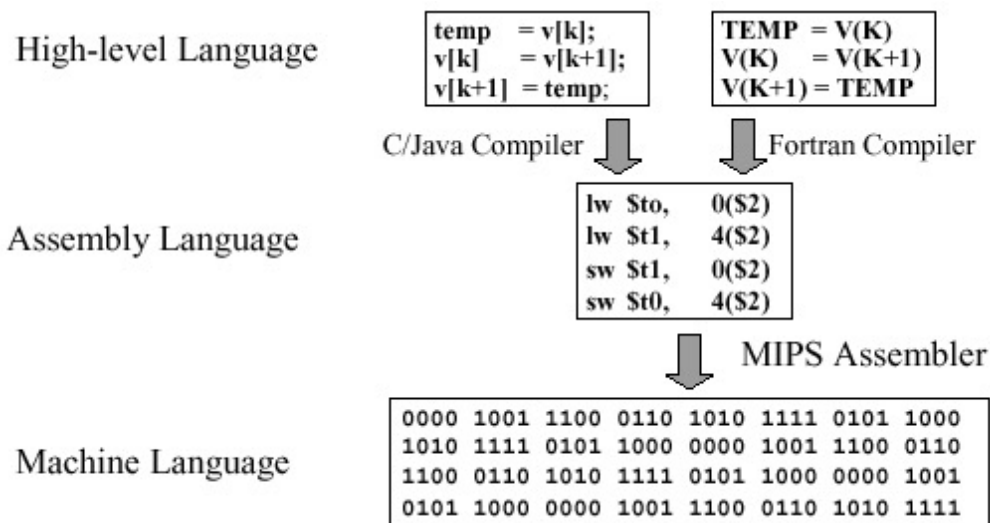 High-level Language
temp = v[k];
v[k] = v[k+1];
v[k+1] = temp;
TEMP = V(K)
V(K) = V(K+1)
V(K+1) = TEMP
C/Java Compiler
Fortran Compiler
Assembly Language
lw $to, 0($2)
lw $t1, 4($2)
sw $t1, 0($2)
sw $t0, 4($2)
MIPS Assembler
Machine Language
0000 1001 1100 0110 1010 1111 0101 1000
1010 1111 0101 1000 0000 1001 1100 0110
1100 0110 1010 1111 0101 1000 0000 1001
0101 1000 0000 1001 1100 0110 1010 1111